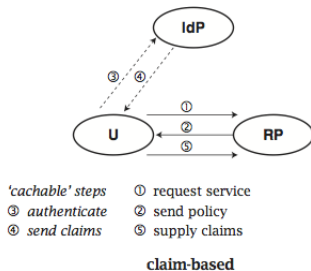 IdP
③ ④
①
U ② RP
⑤
‘cachable’ steps ① request service
③ authenticate ② send policy
④ send claims ⑤ supply claims
claim-based